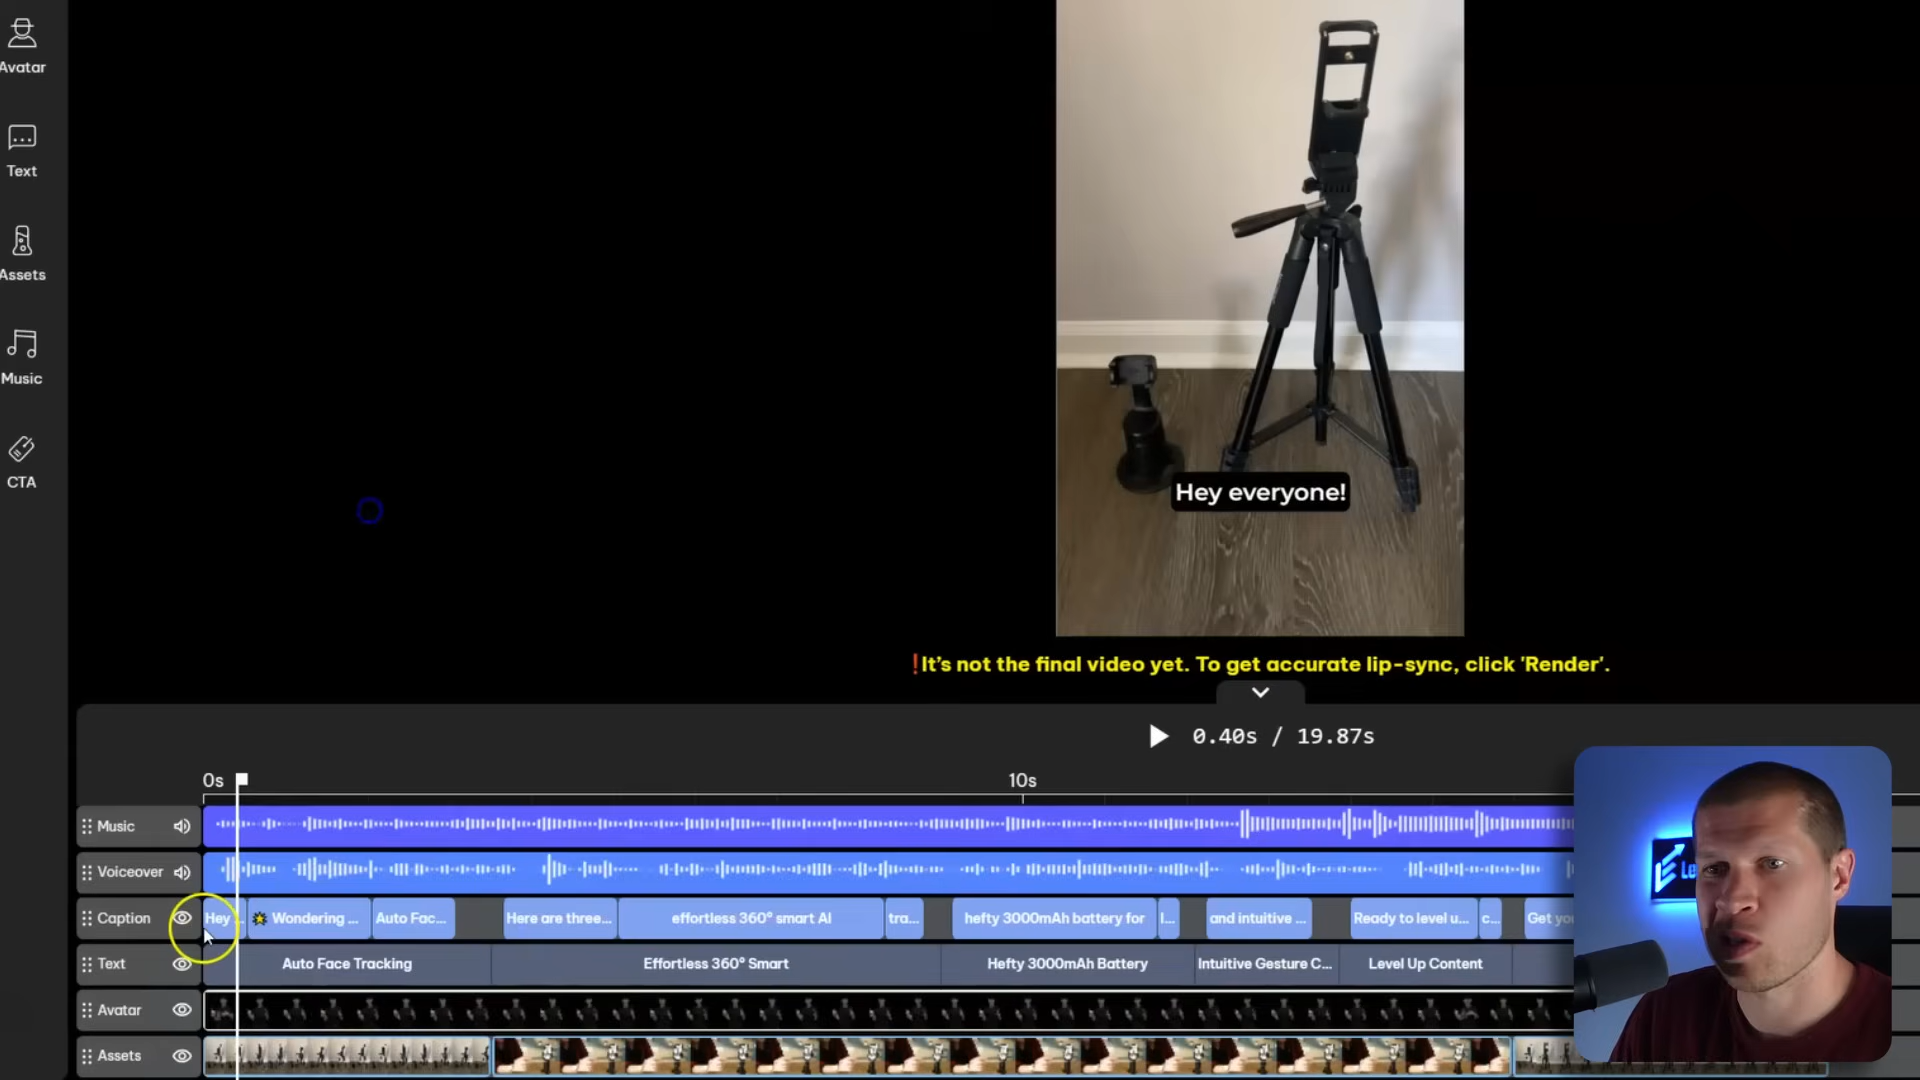 Avatar
Text
Assets
Music
CTA
Hey everyone!
❗It's not the final video yet. To get accurate lip-sync, click 'Render'.
0.40s / 19.87s
0s
10s
Music
Voiceover
Caption
Hey
Wondering ...
Auto Fac...
Here are three...
effortless 360° smart AI
tra...
hefty 3000mAh battery for
l...
and intuitive ...
Ready to level u...
c...
Get you
Text
Auto Face Tracking
Effortless 360° Smart
Hefty 3000mAh Battery
Intuitive Gesture C...
Level Up Content
Avatar
Assets